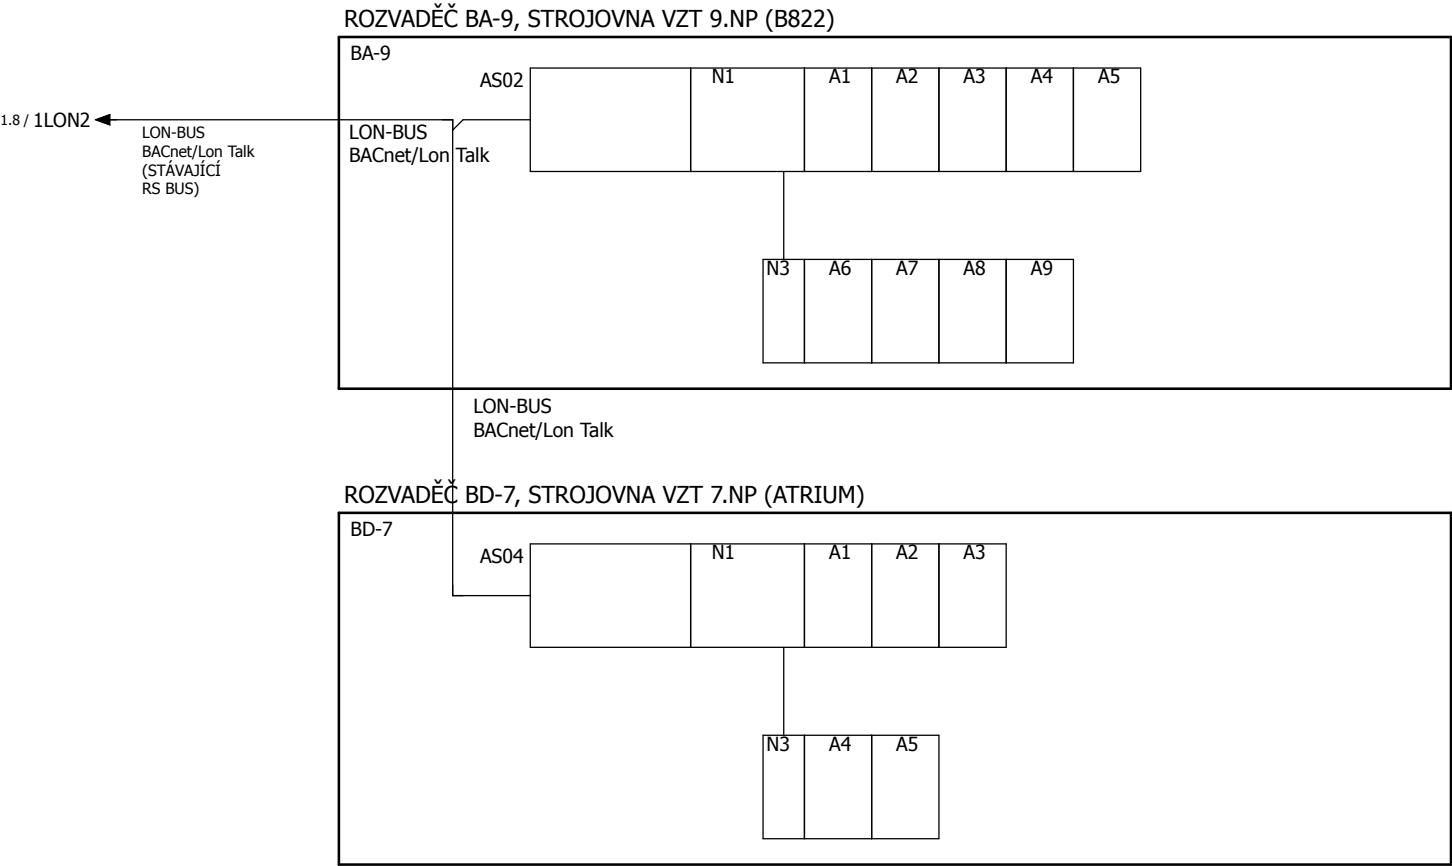 ROZVADĚČ BA-9, STROJOVNA VZT 9.NP (B822)
BA-9
AS02
N1
A1
A2
A3
A4
A5
1.8 / 1LON2
LON-BUS
BACnet/Lon Talk
(STÁVAJÍCÍ
RS BUS)
LON-BUS
BACnet/Lon Talk
N3
A6
A7
A8
A9
LON-BUS
BACnet/Lon Talk
ROZVADĚČ BD-7, STROJOVNA VZT 7.NP (ATRIUM)
BD-7
AS04
N1
A1
A2
A3
N3
A4
A5